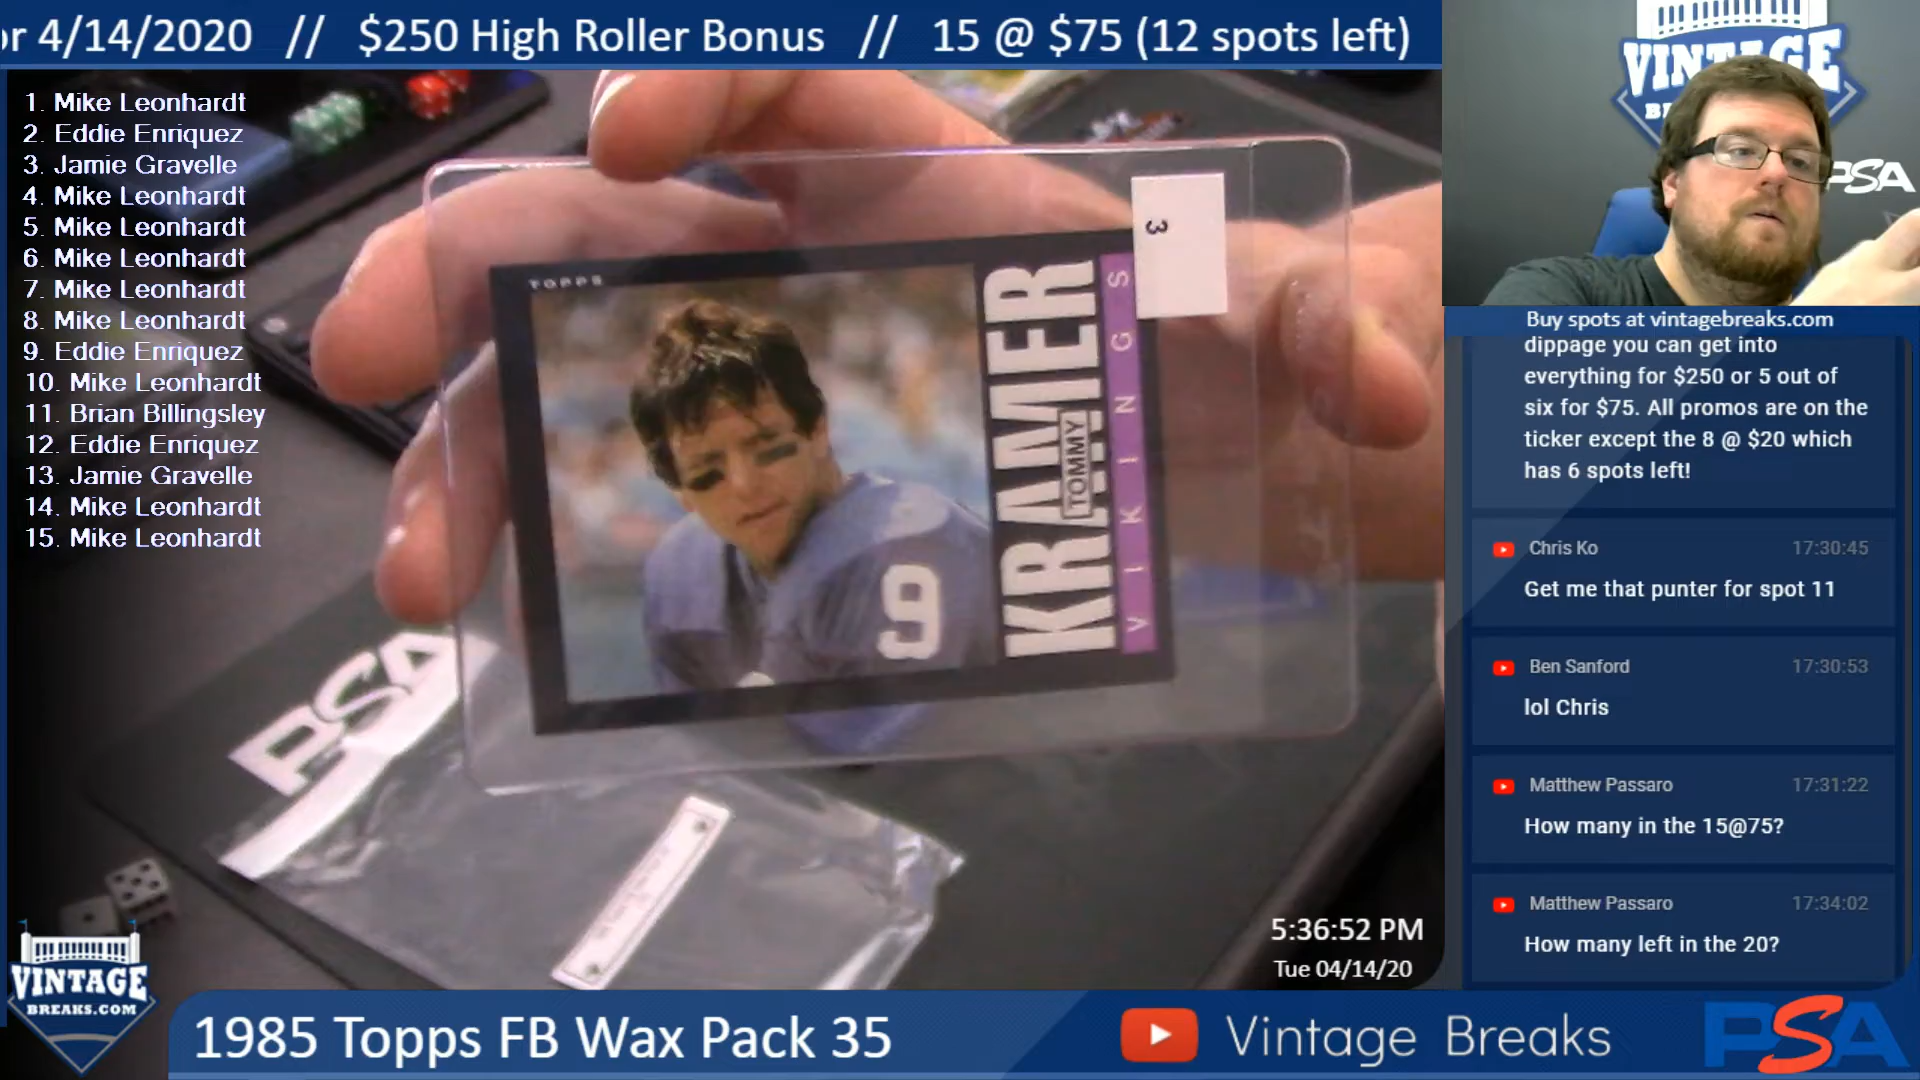 or 4/14/2020 // $250 High Roller Bonus // 15 @ $75 (12 spots left)
1. Mike Leonhardt
2. Eddie Enriquez
3. Jamie Gravelle
4. Mike Leonhardt
5. Mike Leonhardt
6. Mike Leonhardt
7. Mike Leonhardt
8. Mike Leonhardt
9. Eddie Enriquez
10. Mike Leonhardt
11. Brian Billingsley
12. Eddie Enriquez
13. Jamie Gravelle
14. Mike Leonhardt
15. Mike Leonhardt
TOPPS
KRAMER
TOMMY
VIKINGS
3
9
PSA
VINTAGE
PSA
Buy spots at vintagebreaks.com
dippage you can get into
everything for $250 or 5 out of
six for $75. All promos are on the
ticker except the 8 @ $20 which
has 6 spots left!
Chris Ko 17:30:45
Get me that punter for spot 11
Ben Sanford 17:30:53
lol Chris
Matthew Passaro 17:31:22
How many in the 15@75?
Matthew Passaro 17:34:02
How many left in the 20?
5:36:52 PM
Tue 04/14/20
VINTAGE
BREAKS.COM
1985 Topps FB Wax Pack 35
Vintage Breaks
PSA